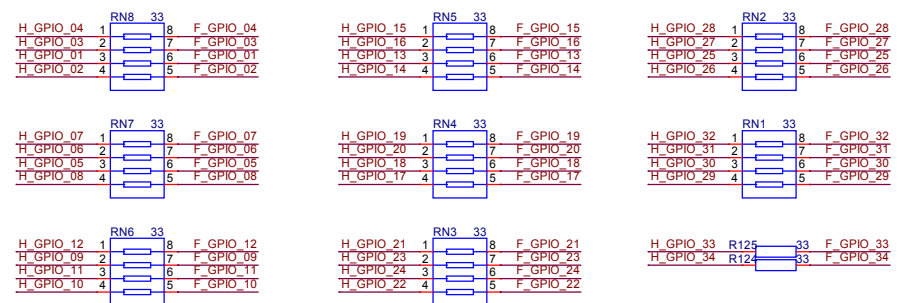 RN8 33
H_GPIO_04 1 8 F_GPIO_04
H_GPIO_03 2 7 F_GPIO_03
H_GPIO_01 3 6 F_GPIO_01
H_GPIO_02 4 5 F_GPIO_02
RN5 33
H_GPIO_15 1 8 F_GPIO_15
H_GPIO_16 2 7 F_GPIO_16
H_GPIO_13 3 6 F_GPIO_13
H_GPIO_14 4 5 F_GPIO_14
RN2 33
H_GPIO_28 1 8 F_GPIO_28
H_GPIO_27 2 7 F_GPIO_27
H_GPIO_25 3 6 F_GPIO_25
H_GPIO_26 4 5 F_GPIO_26
RN7 33
H_GPIO_07 1 8 F_GPIO_07
H_GPIO_06 2 7 F_GPIO_06
H_GPIO_05 3 6 F_GPIO_05
H_GPIO_08 4 5 F_GPIO_08
RN4 33
H_GPIO_19 1 8 F_GPIO_19
H_GPIO_20 2 7 F_GPIO_20
H_GPIO_18 3 6 F_GPIO_18
H_GPIO_17 4 5 F_GPIO_17
RN1 33
H_GPIO_32 1 8 F_GPIO_32
H_GPIO_31 2 7 F_GPIO_31
H_GPIO_30 3 6 F_GPIO_30
H_GPIO_29 4 5 F_GPIO_29
RN6 33
H_GPIO_12 1 8 F_GPIO_12
H_GPIO_09 2 7 F_GPIO_09
H_GPIO_11 3 6 F_GPIO_11
H_GPIO_10 4 5 F_GPIO_10
RN3 33
H_GPIO_21 1 8 F_GPIO_21
H_GPIO_23 2 7 F_GPIO_23
H_GPIO_24 3 6 F_GPIO_24
H_GPIO_22 4 5 F_GPIO_22
H_GPIO_33 R125 33 F_GPIO_33
H_GPIO_34 R124 33 F_GPIO_34